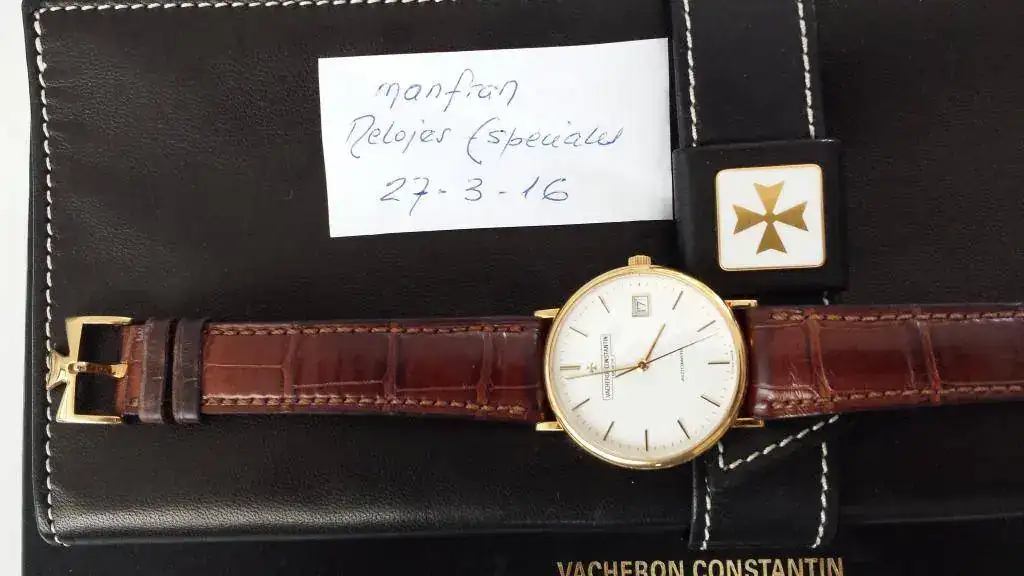 manfran
Relojes Especiales
27-3-16
17
VACHERON CONSTANTIN
AUTOMATIC
VACHERON CONSTANTIN